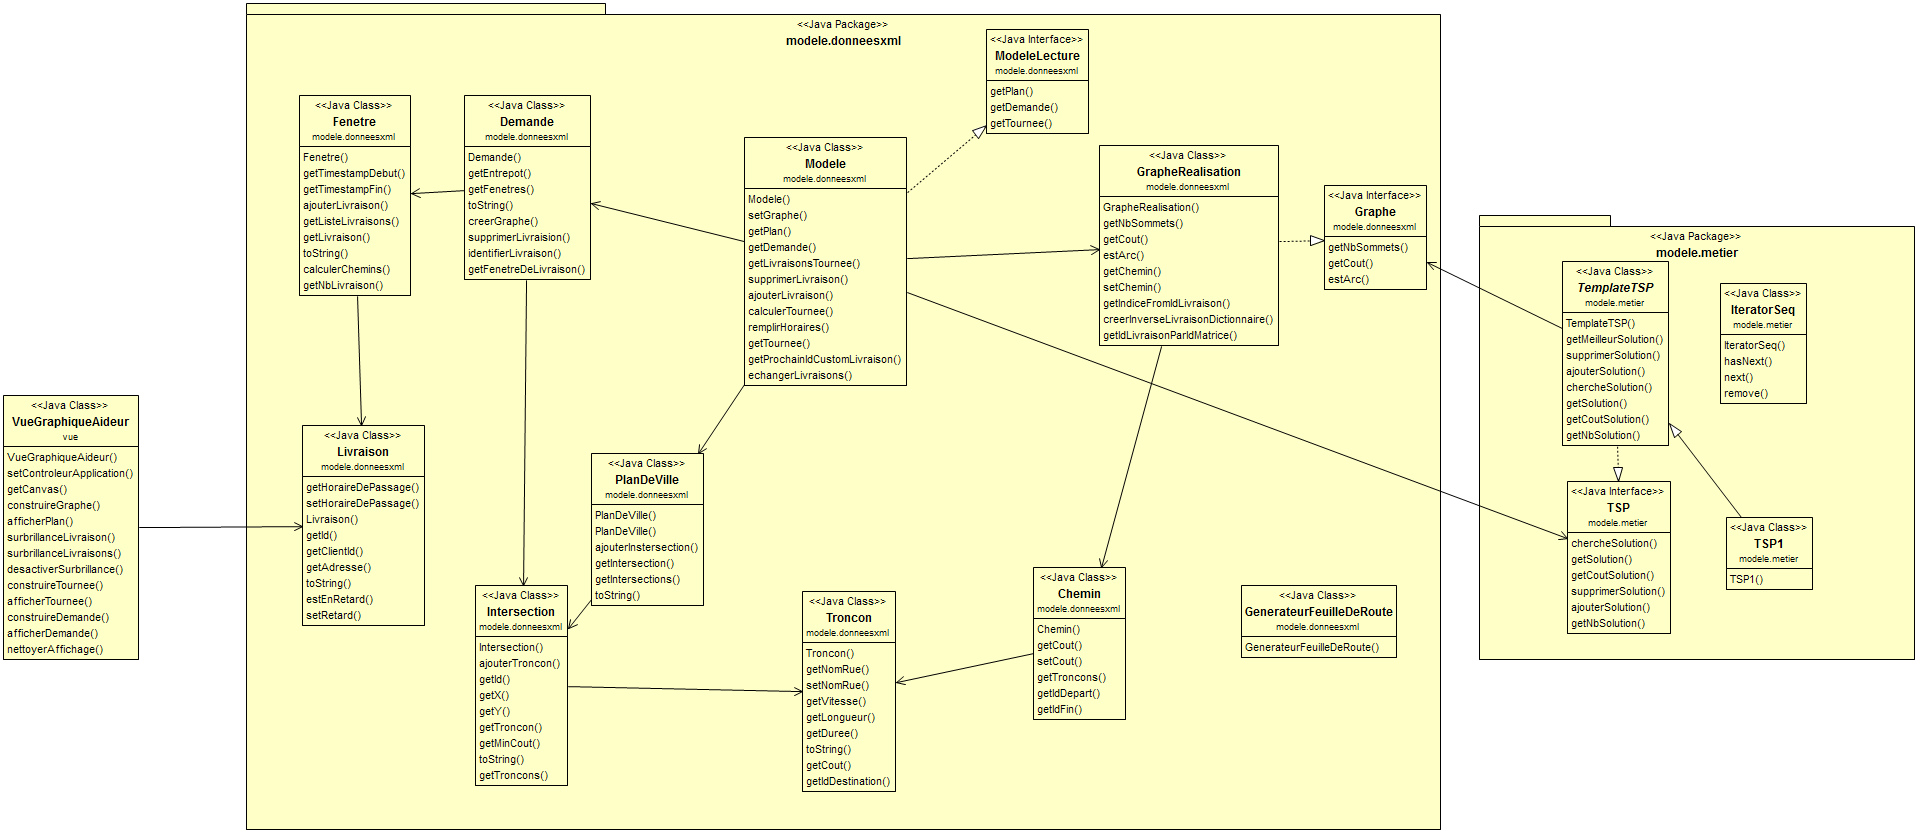 <<Java Package>>
modele.donneesxml
<<Java Interface>>
ModeleLecture
modele.donneesxml
getPlan()
getDemande()
getTournee()
<<Java Class>>
Fenetre
modele.donneesxml
Fenetre()
getTimestampDebut()
getTimestampFin()
ajouterLivraison()
getListeLivraisons()
getLivraison()
toString()
calculerChemins()
getNbLivraison()
<<Java Class>>
Demande
modele.donneesxml
Demande()
getEntrepot()
getFenetres()
toString()
creerGraphe()
supprimerLivraision()
identifierLivraison()
getFenetreDeLivraison()
<<Java Class>>
Modele
modele.donneesxml
Modele()
setGraphe()
getPlan()
getDemande()
getLivraisonsTournee()
supprimerLivraison()
ajouterLivraison()
calculerTournee()
remplirHoraires()
getTournee()
getProchainIdCustomLivraison()
echangerLivraisons()
<<Java Class>>
GrapheRealisation
modele.donneesxml
GrapheRealisation()
getNbSommets()
getCout()
estArc()
getChemin()
setChemin()
getIndiceFromIdLivraison()
creerInverseLivraisonDictionnaire()
getIdLivraisonParIdMatrice()
<<Java Interface>>
Graphe
modele.donneesxml
getNbSommets()
getCout()
estArc()
<<Java Package>>
modele.metier
<<Java Class>>
TemplateTSP
modele.metier
TemplateTSP()
getMeilleurSolution()
supprimerSolution()
ajouterSolution()
chercheSolution()
getSolution()
getCoutSolution()
getNbSolution()
<<Java Class>>
IteratorSeq
modele.metier
IteratorSeq()
hasNext()
next()
remove()
<<Java Class>>
VueGraphiqueAideur
vue
VueGraphiqueAideur()
setControleurApplication()
getCanvas()
construireGraphe()
afficherPlan()
surbrillanceLivraison()
surbrillanceLivraisons()
desactiverSurbrillance()
construireTournee()
afficherTournee()
construireDemande()
afficherDemande()
nettoyerAffichage()
<<Java Class>>
Livraison
modele.donneesxml
getHoraireDePassage()
setHoraireDePassage()
Livraison()
getId()
getClientId()
getAdresse()
toString()
estEnRetard()
setRetard()
<<Java Class>>
PlanDeVille
modele.donneesxml
PlanDeVille()
PlanDeVille()
ajouterInstersection()
getIntersection()
getIntersections()
toString()
<<Java Interface>>
TSP
modele.metier
chercheSolution()
getSolution()
getCoutSolution()
supprimerSolution()
ajouterSolution()
getNbSolution()
<<Java Class>>
TSP1
modele.metier
TSP1()
<<Java Class>>
Intersection
modele.donneesxml
Intersection()
ajouterTroncon()
getId()
getX()
getY()
getTroncon()
getMinCout()
toString()
getTroncons()
<<Java Class>>
Troncon
modele.donneesxml
Troncon()
getNomRue()
setNomRue()
getVitesse()
getLongueur()
getDuree()
toString()
getCout()
getIdDestination()
<<Java Class>>
Chemin
modele.donneesxml
Chemin()
getCout()
setCout()
getTroncons()
getIdDepart()
getIdFin()
<<Java Class>>
GenerateurFeuilleDeRoute
modele.donneesxml
GenerateurFeuilleDeRoute()